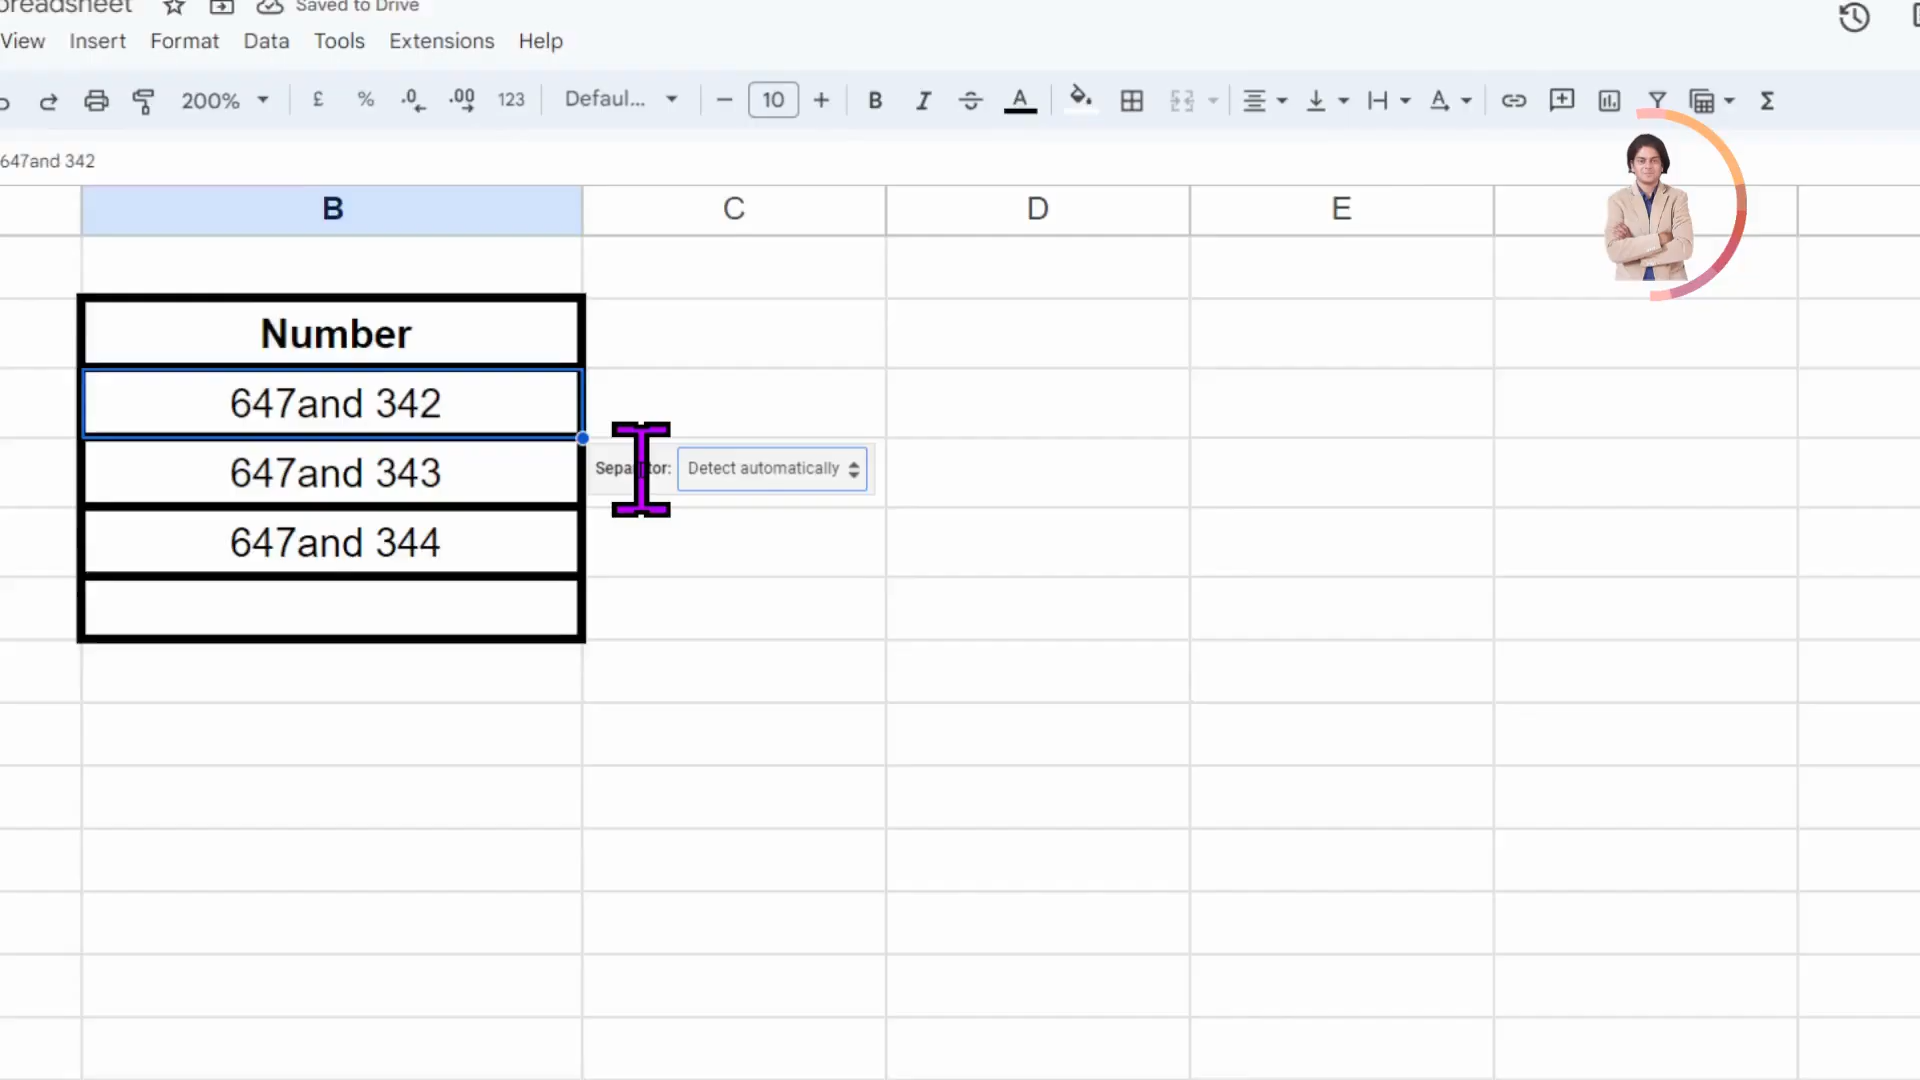 Saved to Drive
View Insert Format Data Tools Extensions Help
200% £ % .0 .00 123 Defaul... 10 B I A A Σ
647and 342
B C D E
Number
647and 342
647and 343
Detect automatically
647and 344